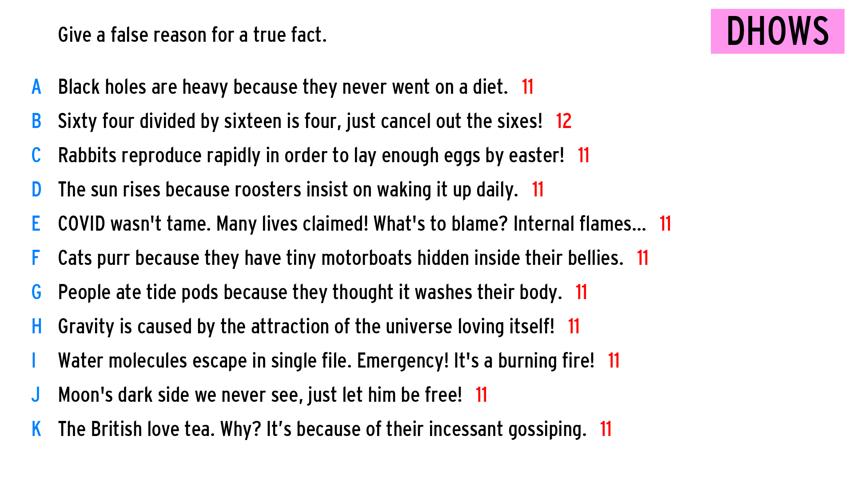 Give a false reason for a true fact.
DHOWS
A Black holes are heavy because they never went on a diet. 11
B Sixty four divided by sixteen is four, just cancel out the sixes! 12
C Rabbits reproduce rapidly in order to lay enough eggs by easter! 11
D The sun rises because roosters insist on waking it up daily. 11
E COVID wasn't tame. Many lives claimed! What's to blame? Internal flames... 11
F Cats purr because they have tiny motorboats hidden inside their bellies. 11
G People ate tide pods because they thought it washes their body. 11
H Gravity is caused by the attraction of the universe loving itself! 11
I Water molecules escape in single file. Emergency! It's a burning fire! 11
J Moon's dark side we never see, just let him be free! 11
K The British love tea. Why? It’s because of their incessant gossiping. 11